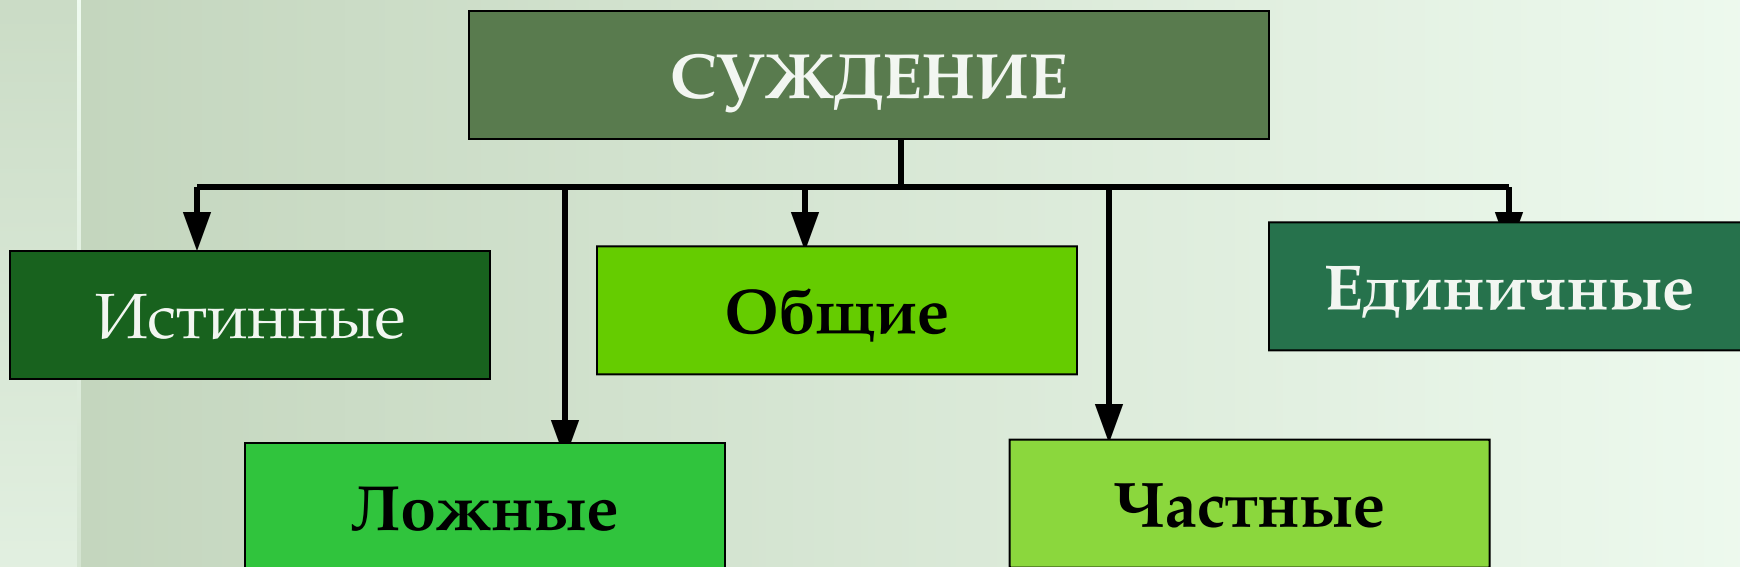 СУЖДЕНИЕ
Истинные
Общие
Единичные
Ложные
Частные